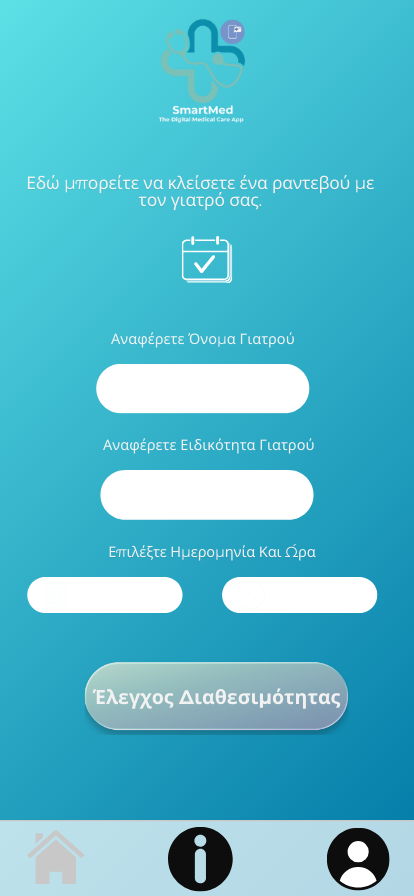 SmartMed
The Digital Medical Care App
Εδώ μπορείτε να κλείσετε ένα ραντεβού με
τον γιατρό σας.
Αναφέρετε Όνομα Γιατρού
Αναφέρετε Ειδικότητα Γιατρού
Επιλέξτε Ημερομηνία Και Ώρα
Έλεγχος Διαθεσιμότητας